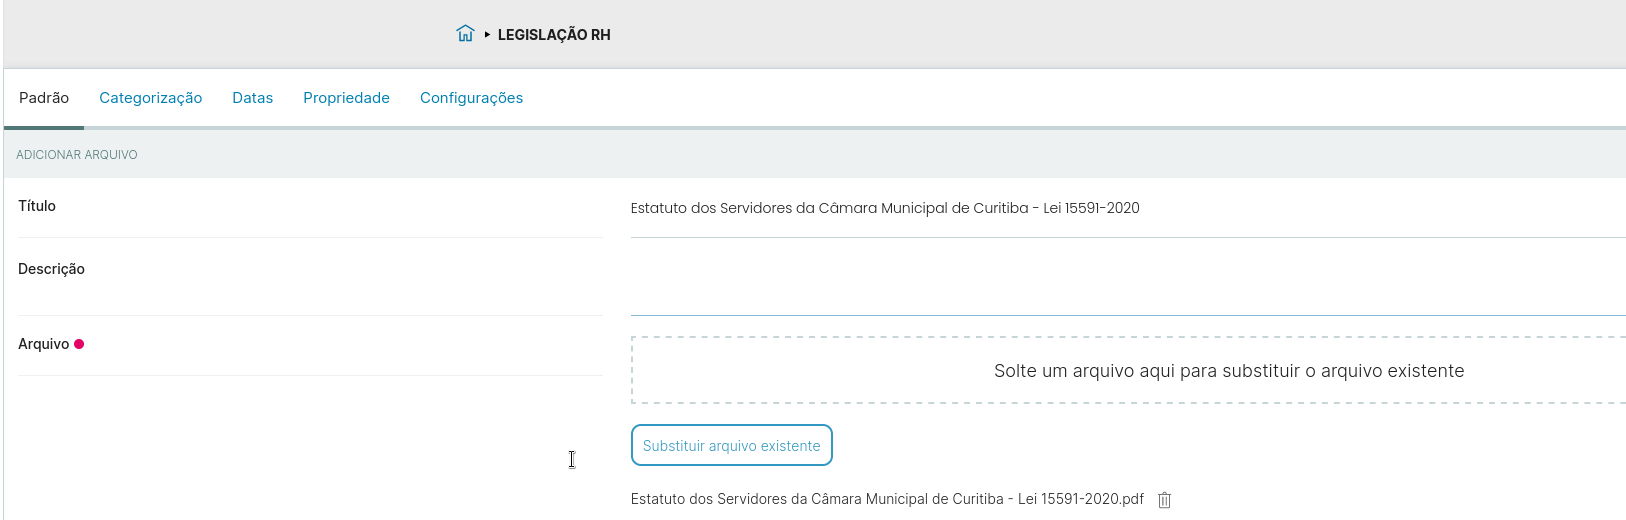 LEGISLAÇÃO RH
Padrão Categorização Datas Propriedade Configurações
ADICIONAR ARQUIVO
Título
Estatuto dos Servidores da Câmara Municipal de Curitiba - Lei 15591-2020
Descrição
Arquivo
Solte um arquivo aqui para substituir o arquivo existente
Substituir arquivo existente
Estatuto dos Servidores da Câmara Municipal de Curitiba - Lei 15591-2020.pdf